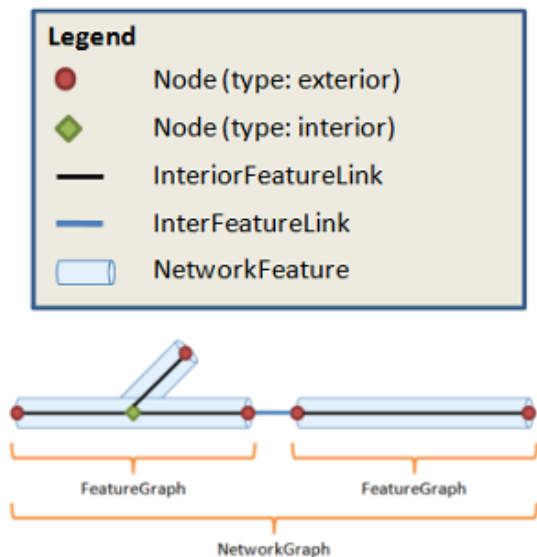 Legend
Node (type: exterior)
Node (type: interior)
InteriorFeatureLink
InterFeatureLink
NetworkFeature
FeatureGraph FeatureGraph
NetworkGraph